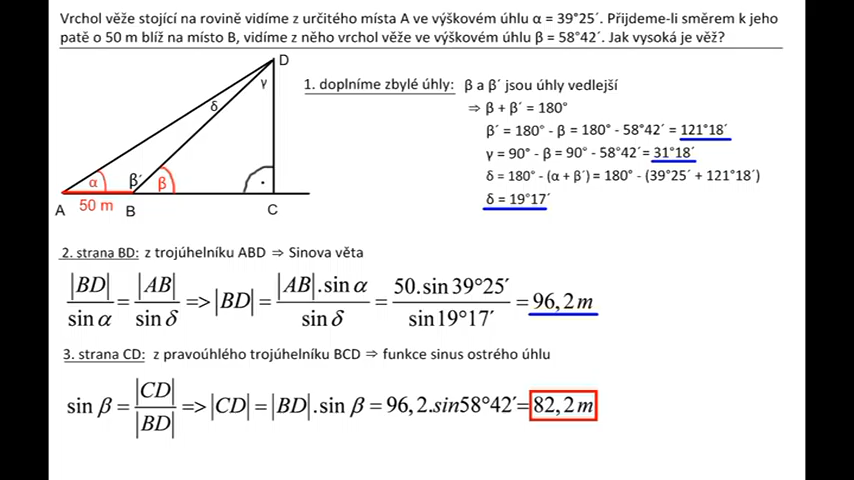 Vrchol věže stojící na rovině vidíme z určitého místa A ve výškovém úhlu α = 39°25´. Přijdeme-li směrem k jeho
patě o 50 m blíž na místo B, vidíme z něho vrchol věže ve výškovém úhlu β = 58°42´. Jak vysoká je věž?
D
γ
δ
α
β´
β
A
50 m
B
C
1. doplníme zbylé úhly: β a β´ jsou úhly vedlejší
⇒ β + β´ = 180°
β´ = 180° - β = 180° - 58°42´ = 121°18´
γ = 90° - β = 90° - 58°42´= 31°18´
δ = 180° - (α + β´) = 180° - (39°25´ + 121°18´)
δ = 19°17´
2. strana BD: z trojúhelníku ABD ⇒ Sinova věta
|BD|/sin α = |AB|/sin δ => |BD| = |AB|.sin α/sin δ = 50.sin 39°25´/sin19°17´ = 96,2m
3. strana CD: z pravoúhlého trojúhelníku BCD ⇒ funkce sinus ostrého úhlu
sin β = |CD|/|BD| => |CD| = |BD|.sin β = 96,2.sin58°42´= 82,2m